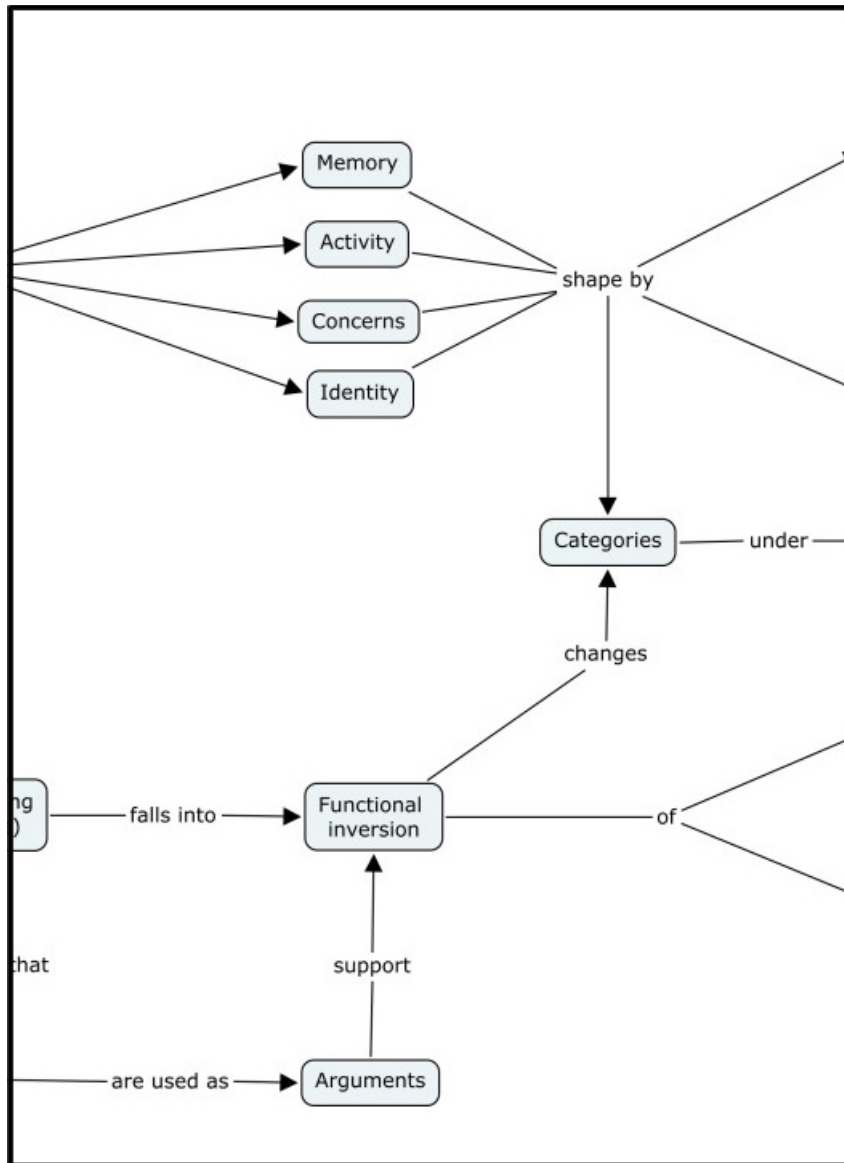 Memory
Activity
shape by
Concerns
Identity
Categories
under
changes
ng
)
falls into
Functional
inversion
of
that
support
are used as
Arguments